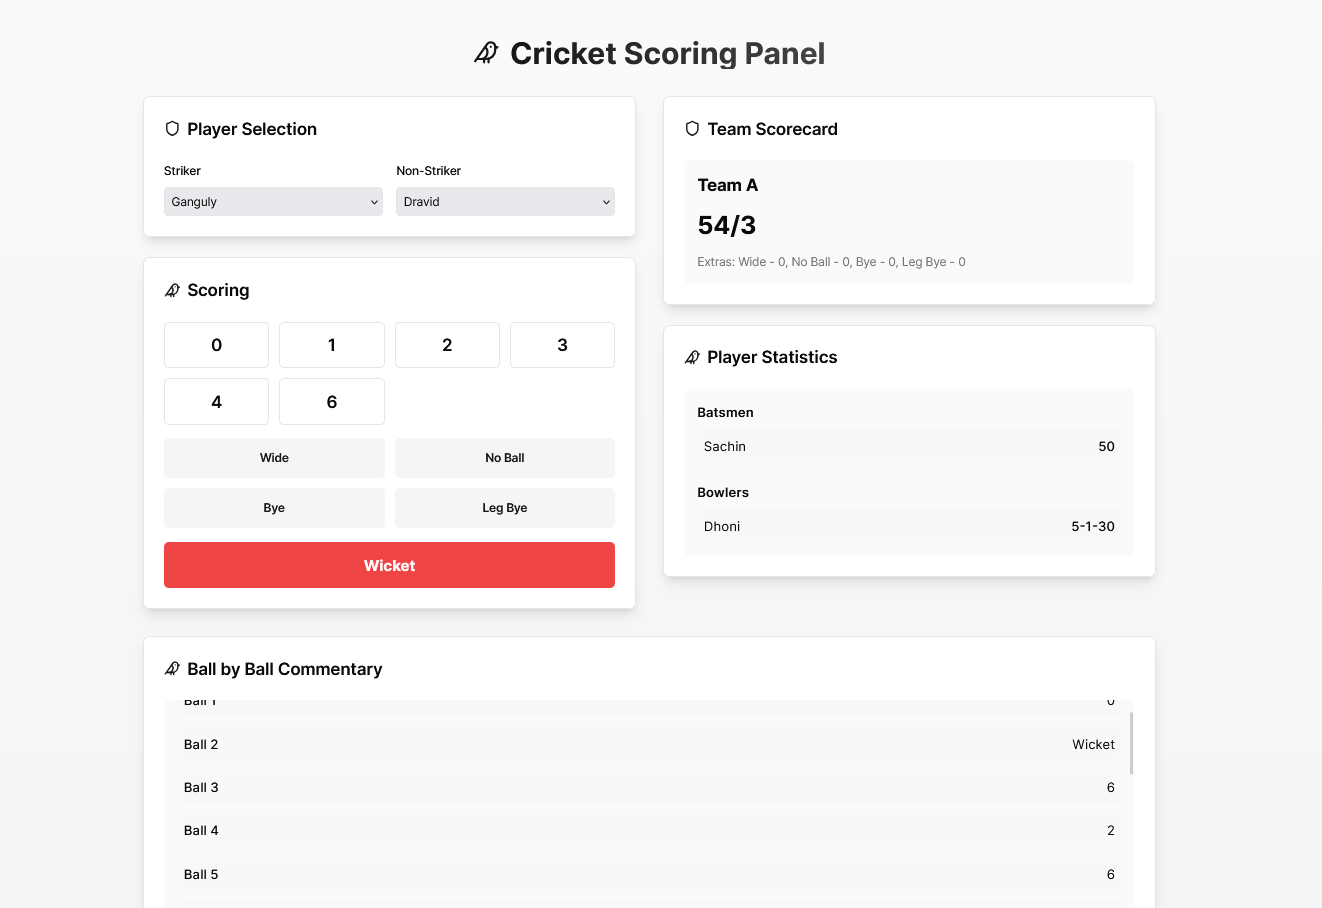 Cricket Scoring Panel
Player Selection
Striker
Non-Striker
Ganguly
Dravid
Scoring
0
1
2
3
4
6
Wide
No Ball
Bye
Leg Bye
Wicket
Team Scorecard
Team A
54/3
Extras: Wide - 0, No Ball - 0, Bye - 0, Leg Bye - 0
Player Statistics
Batsmen
Sachin 50
Bowlers
Dhoni 5-1-30
Ball by Ball Commentary
Ball 1 0
Ball 2 Wicket
Ball 3 6
Ball 4 2
Ball 5 6